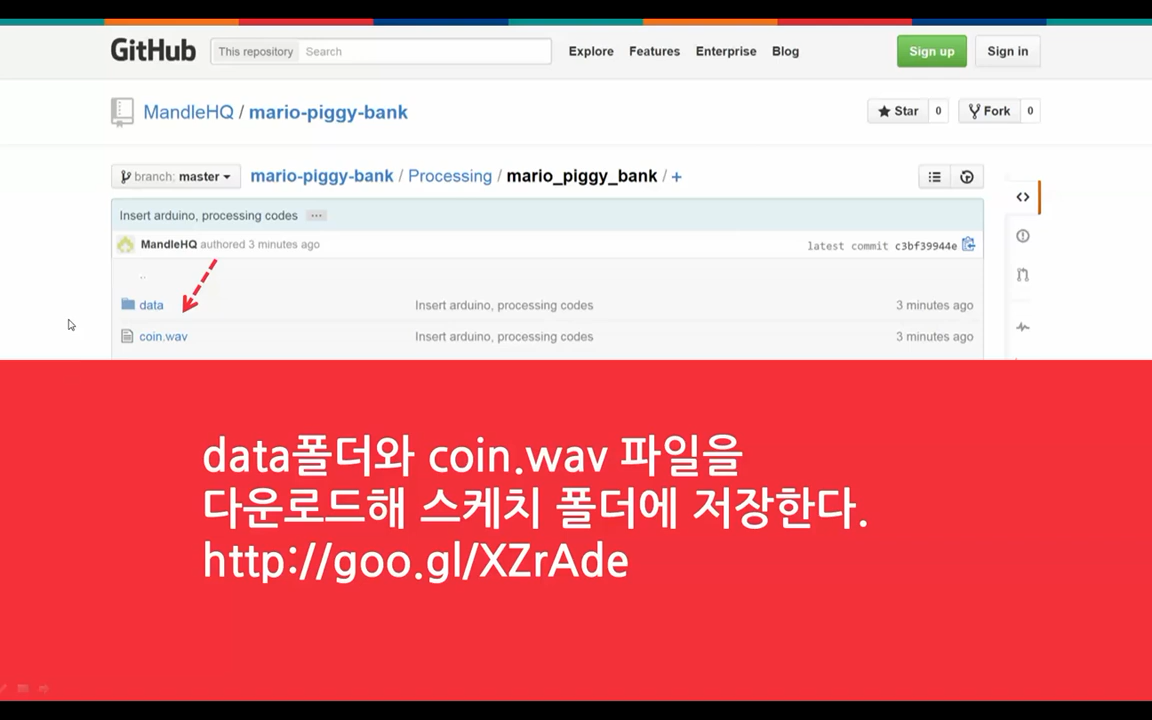 GitHub This repository Search Explore Features Enterprise Blog Sign up Sign in
MandleHQ / mario-piggy-bank Star 0 Fork 0
branch: master mario-piggy-bank / Processing / mario_piggy_bank / +
Insert arduino, processing codes ...
MandleHQ authored 3 minutes ago latest commit c3bf39944e
..
data Insert arduino, processing codes 3 minutes ago
coin.wav Insert arduino, processing codes 3 minutes ago
data폴더와 coin.wav 파일을
다운로드해 스케치 폴더에 저장한다.
http://goo.gl/XZrAde